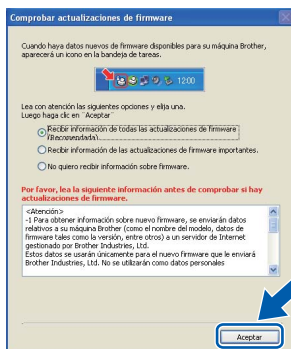 Comprobar actualizaciones de firmware
Cuando haya datos nuevos de firmware disponibles para su máquina Brother,
aparecerá un icono en la bandeja de tareas.
12:00
Lea con atención las siguientes opciones y elija una.
Luego haga clic en "Aceptar"
Recibir información de todas las actualizaciones de firmware
(Recomendada)
Recibir información de las actualizaciones de firmware importantes.
No quiero recibir información sobre firmware.
Por favor, lea la siguiente información antes de comprobar si hay
actualizaciones de firmware.
<Atención>
-1 Para obtener información sobre nuevo firmware, se enviarán datos
relativos a su máquina Brother (como el nombre del modelo, datos de
firmware tales como la versión, entre otros) a un servidor de Internet
gestionado por Brother Industries, Ltd.
Estos datos se usarán únicamente para el nuevo firmware que le enviará
Brother Industries, Ltd. No se utilizarán como datos personales
Aceptar